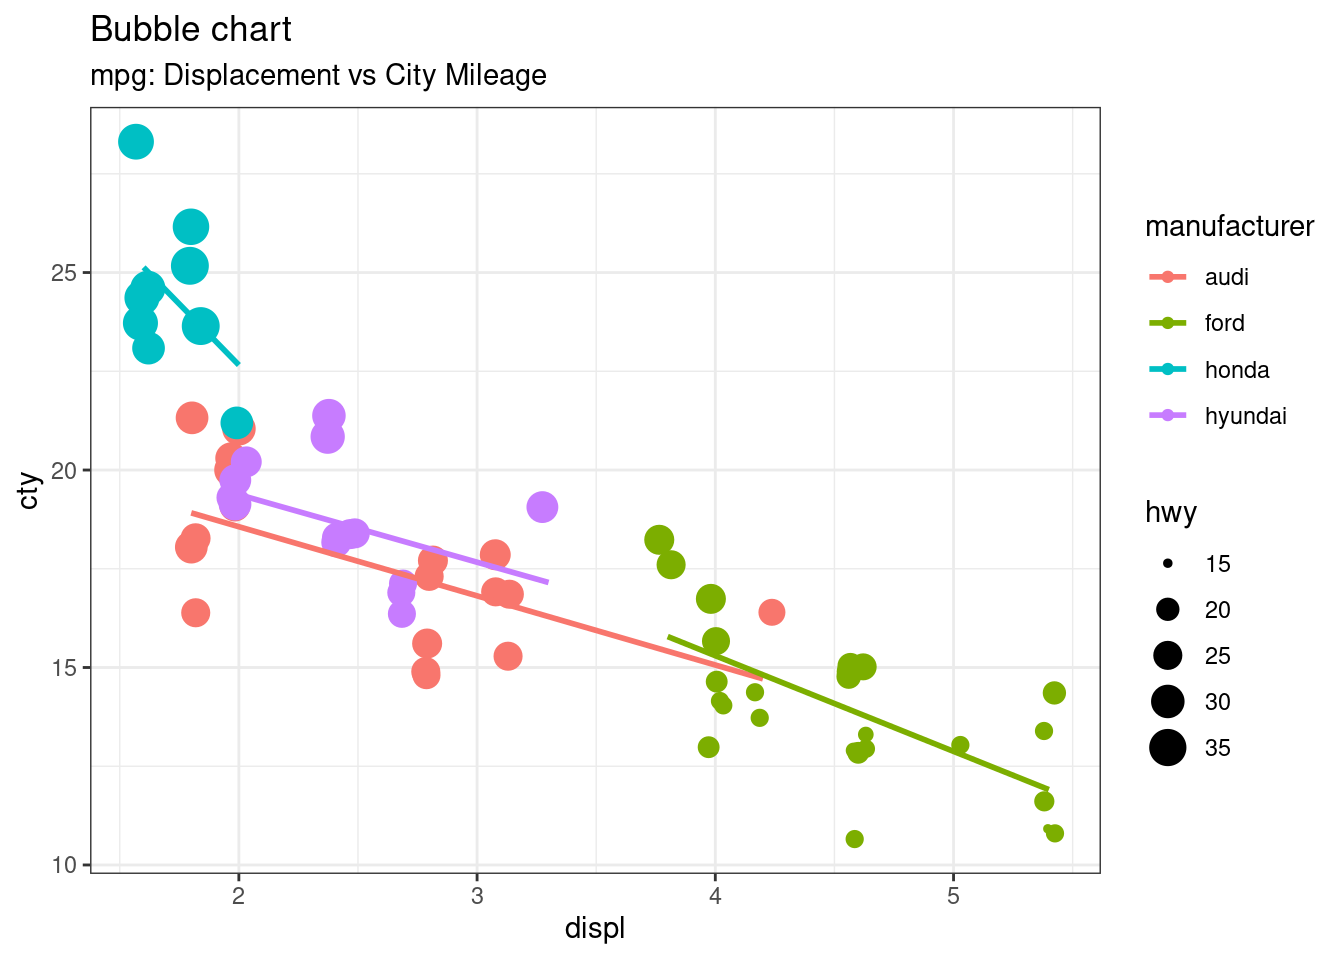 Bubble chart
mpg: Displacement vs City Mileage
25
20
15
10
cty
2
3
4
5
displ
manufacturer
audi
ford
honda
hyundai
hwy
15
20
25
30
35